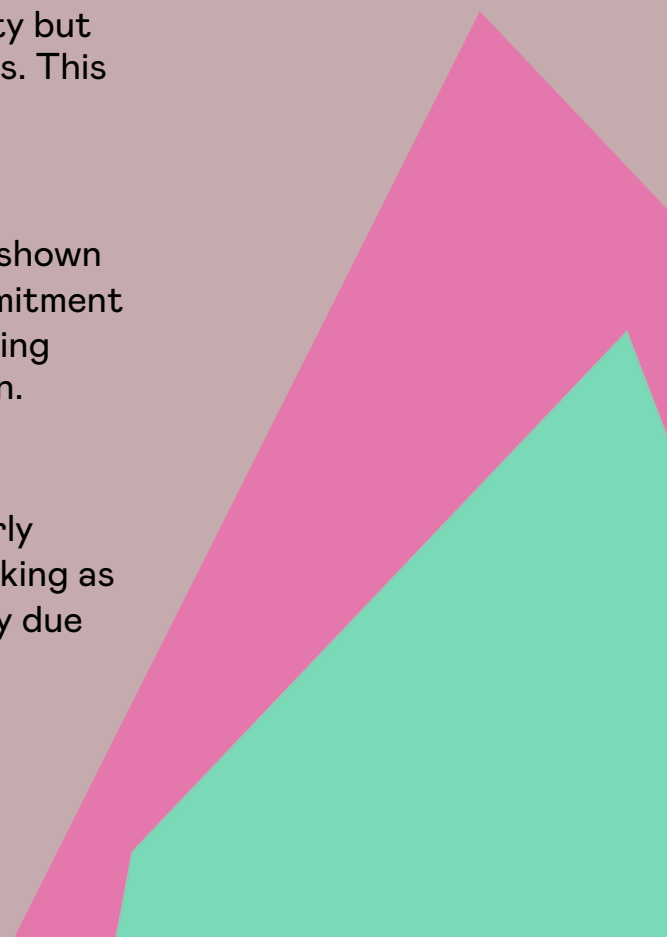 ty but
s. This
shown
mitment
ing
n.
rly
king as
y due